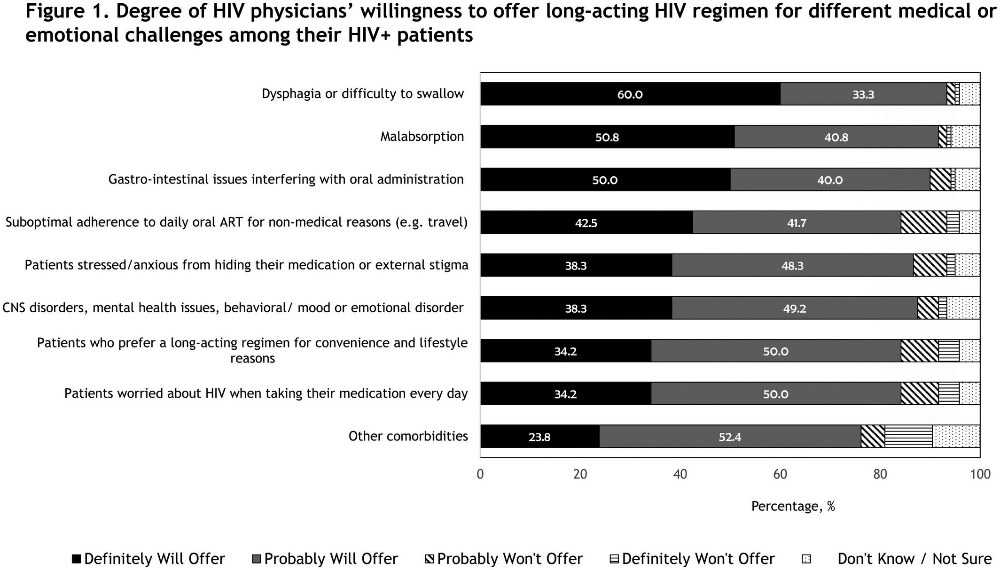 Figure 1. Degree of HIV physicians’ willingness to offer long-acting HIV regimen for different medical or
emotional challenges among their HIV+ patients
Dysphagia or difficulty to swallow 60.0 33.3
Malabsorption 50.8 40.8
Gastro-intestinal issues interfering with oral administration 50.0 40.0
Suboptimal adherence to daily oral ART for non-medical reasons (e.g. travel) 42.5 41.7
Patients stressed/anxious from hiding their medication or external stigma 38.3 48.3
CNS disorders, mental health issues, behavioral/ mood or emotional disorder 38.3 49.2
Patients who prefer a long-acting regimen for convenience and lifestyle
reasons 34.2 50.0
Patients worried about HIV when taking their medication every day 34.2 50.0
Other comorbidities 23.8 52.4
0 20 40 60 80 100
Percentage, %
Definitely Will Offer Probably Will Offer Probably Won't Offer Definitely Won't Offer Don't Know / Not Sure